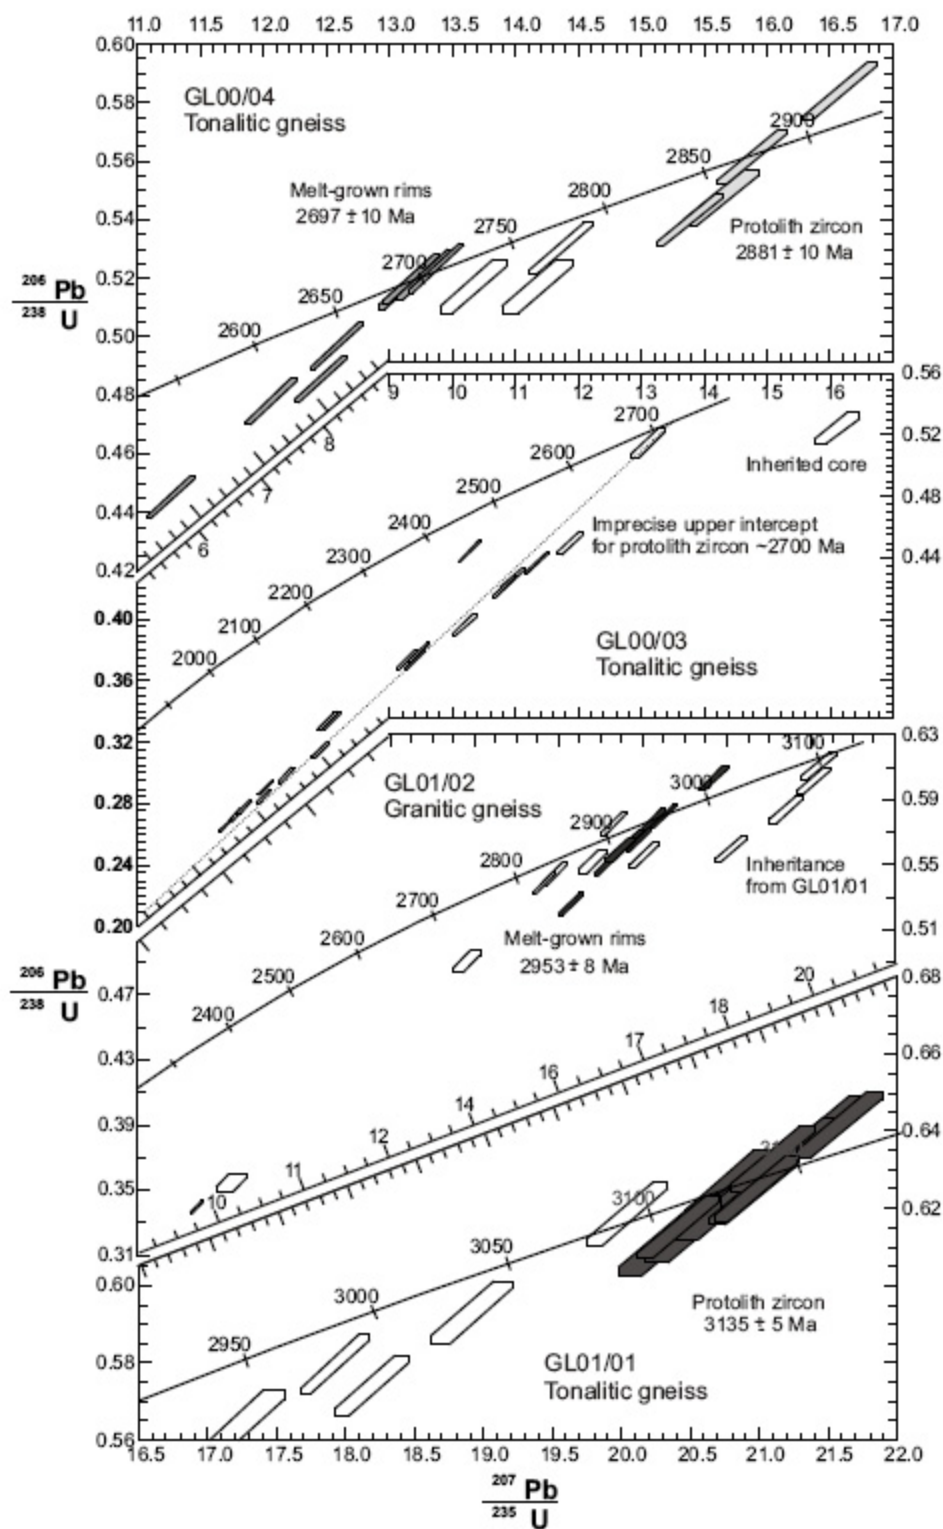 11.0 11.5 12.0 12.5 13.0 13.5 14.0 14.5 15.0 15.5 16.0 16.5 17.0
0.60
GL00/04
Tonalitic gneiss
0.58
2900
0.56
2850
Melt-grown rims
2697 ± 10 Ma
2800
0.54
2750
Protolith zircon
2881 ± 10 Ma
2700
0.52
206 Pb
238 U
2650
0.50
2600
0.48
0.46
0.44
0.42
6
7
8
9 10 11 12 13 14 15 16
0.56
2700
0.52
2600
Inherited core
2500
0.48
Imprecise upper intercept
for protolith zircon ~2700 Ma
2400
0.44
2300
2200
0.40
2100
GL00/03
Tonalitic gneiss
2000
0.36
0.32
0.28
0.24
0.20
0.63
3100
GL01/02
Granitic gneiss
3000
0.59
2900
2800
0.55
Inheritance
from GL01/01
2700
0.51
Melt-grown rims
2953 ± 8 Ma
2600
206 Pb
238 U
2500
0.47
2400
0.43
0.39
0.35
0.31
10
11
12
14
16
17
18
20
0.68
0.66
0.64
0.62
3100
3050
0.60
3000
Protolith zircon
3135 ± 5 Ma
2950
0.58
GL01/01
Tonalitic gneiss
0.56
16.5 17.0 17.5 18.0 18.5 19.0 19.5 20.0 20.5 21.0 21.5 22.0
207 Pb
235 U